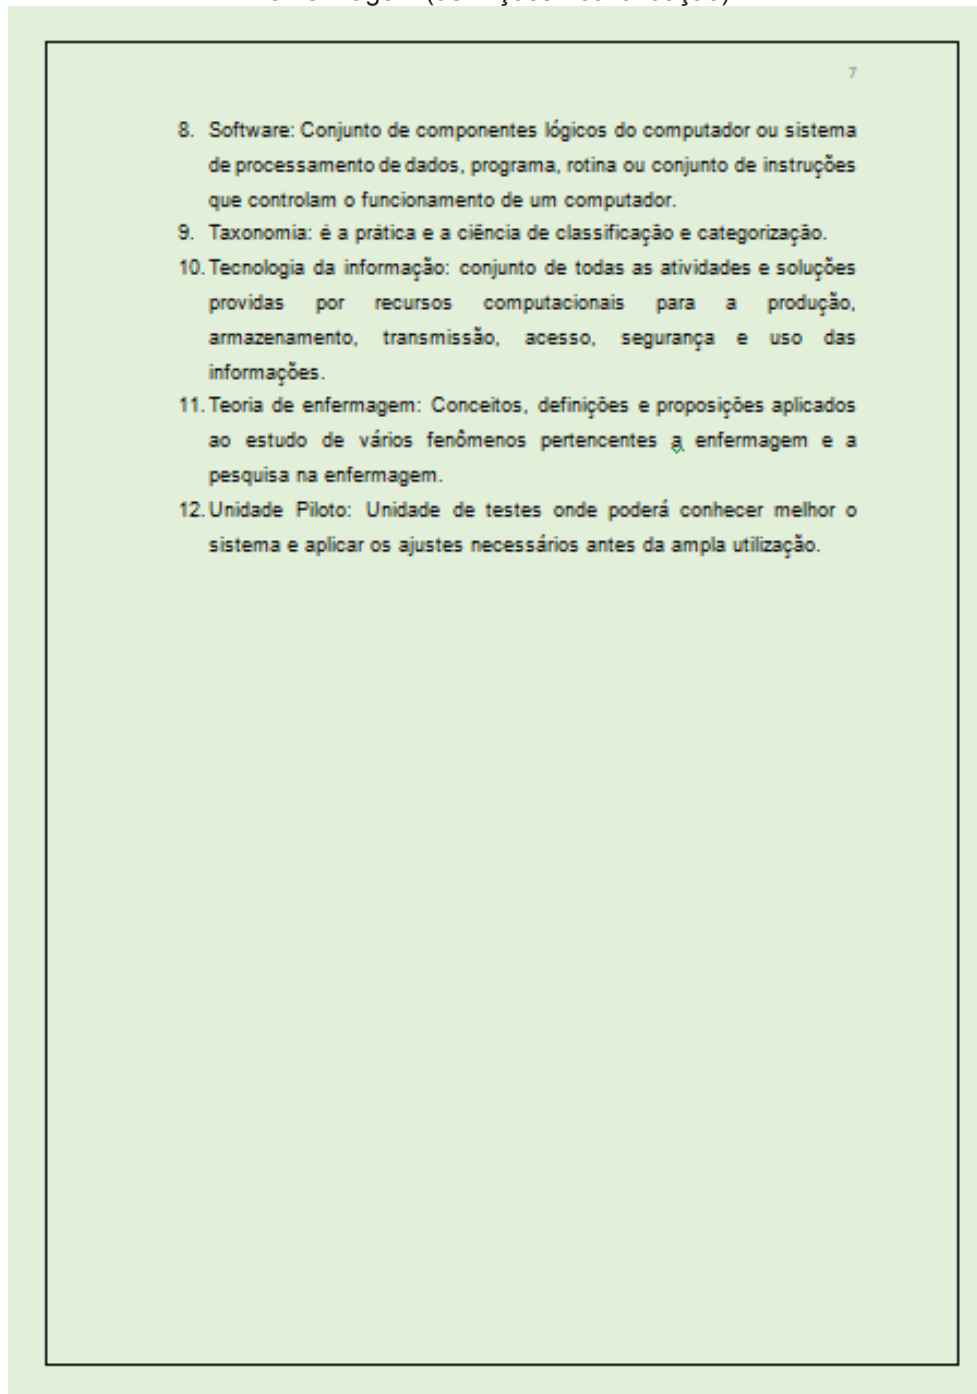 7
8. Software: Conjunto de componentes lógicos do computador ou sistema
de processamento de dados, programa, rotina ou conjunto de instruções
que controlam o funcionamento de um computador.
9. Taxonomia: é a prática e a ciência de classificação e categorização.
10. Tecnologia da informação: conjunto de todas as atividades e soluções
providas por recursos computacionais para a produção,
armazenamento, transmissão, acesso, segurança e uso das
informações.
11. Teoria de enfermagem: Conceitos, definições e proposições aplicados
ao estudo de vários fenômenos pertencentes a enfermagem e a
pesquisa na enfermagem.
12. Unidade Piloto: Unidade de testes onde poderá conhecer melhor o
sistema e aplicar os ajustes necessários antes da ampla utilização.